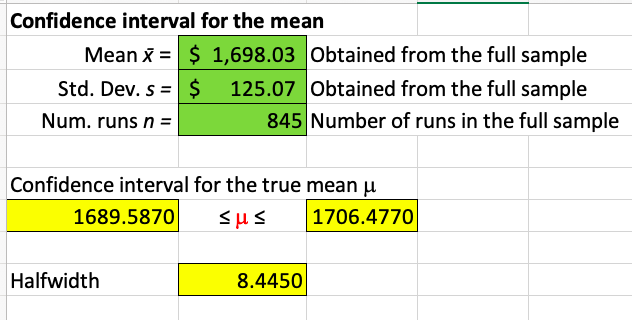 Confidence interval for the mean
Mean x̄ = $ 1,698.03 Obtained from the full sample
Std. Dev. s = $ 125.07 Obtained from the full sample
Num. runs n = 845 Number of runs in the full sample
Confidence interval for the true mean μ
1689.5870 ≤ μ ≤ 1706.4770
Halfwidth 8.4450